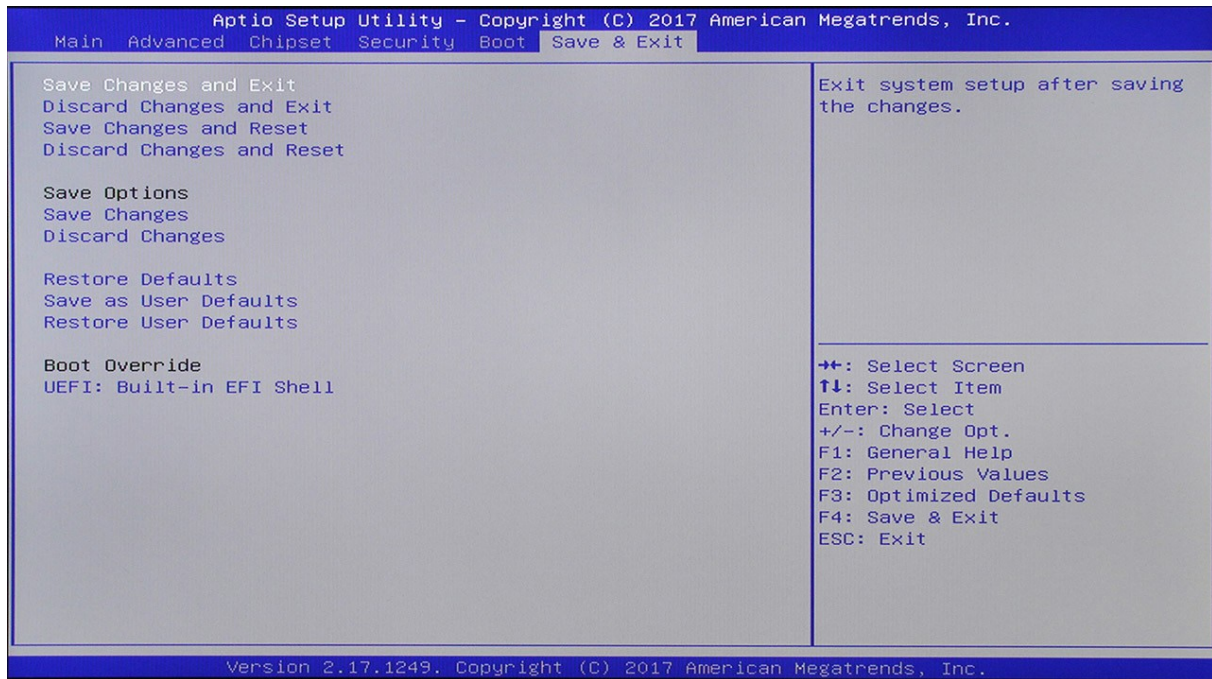 Aptio Setup Utility – Copyright (C) 2017 American Megatrends, Inc.
Main Advanced Chipset Security Boot Save & Exit
Save Changes and Exit
Discard Changes and Exit
Save Changes and Reset
Discard Changes and Reset
Save Options
Save Changes
Discard Changes
Restore Defaults
Save as User Defaults
Restore User Defaults
Boot Override
UEFI: Built-in EFI Shell
Exit system setup after saving
the changes.
→←: Select Screen
↑↓: Select Item
Enter: Select
+/-: Change Opt.
F1: General Help
F2: Previous Values
F3: Optimized Defaults
F4: Save & Exit
ESC: Exit
Version 2.17.1249. Copyright (C) 2017 American Megatrends, Inc.